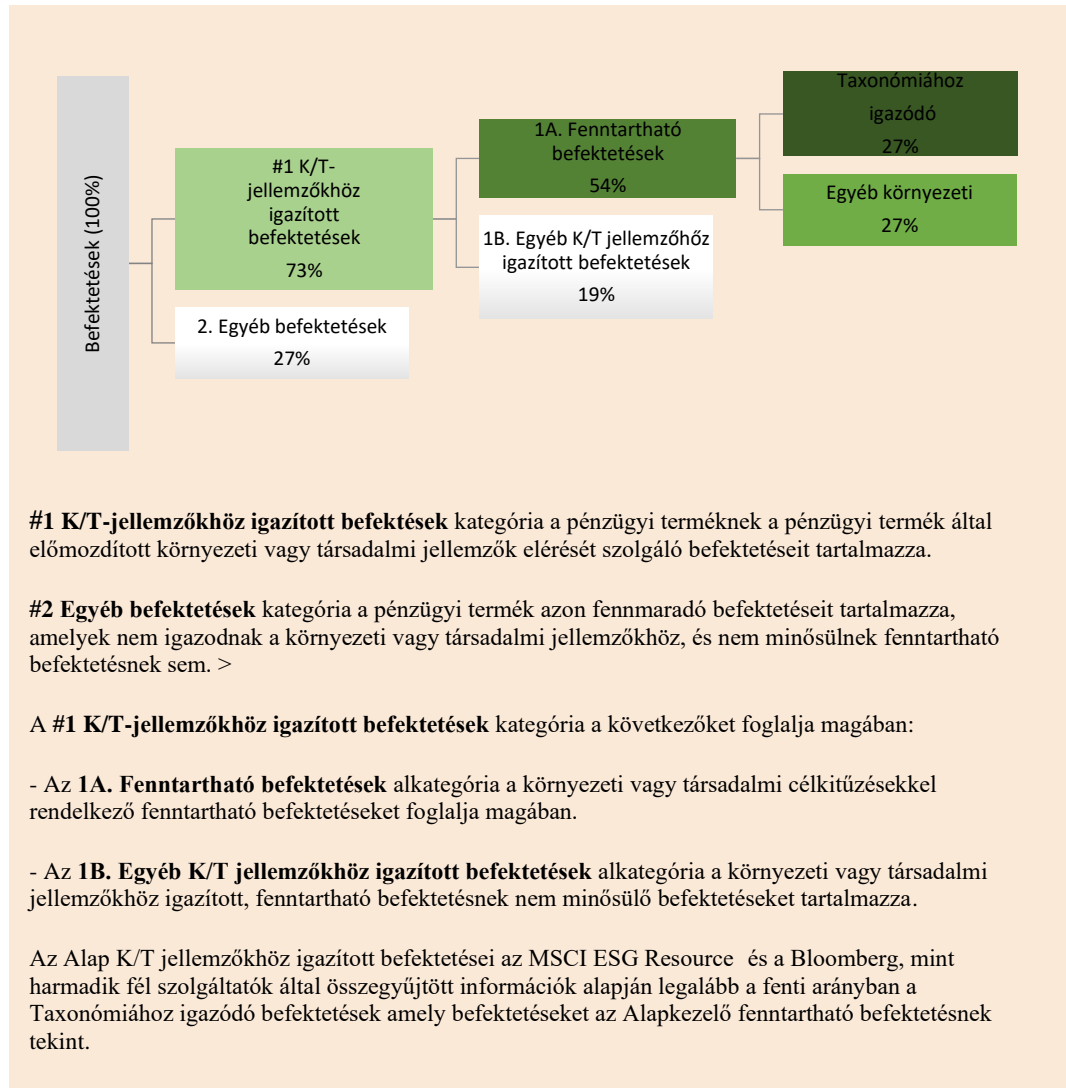 Befektetések (100%)
#1 K/T-
jellemzőkhöz
igazított
befektetések
73%
2. Egyéb befektetések
27%
1A. Fenntartható
befektetések
54%
1B. Egyéb K/T jellemzőhőz
igazított befektetések
19%
Taxonómiához
igazódó
27%
Egyéb környezeti
27%
#1 K/T-jellemzőkhöz igazított befektések kategória a pénzügyi terméknek a pénzügyi termék által
előmozdított környezeti vagy társadalmi jellemzők elérését szolgáló befektetéseit tartalmazza.
#2 Egyéb befektetések kategória a pénzügyi termék azon fennmaradó befektetéseit tartalmazza,
amelyek nem igazodnak a környezeti vagy társadalmi jellemzőkhöz, és nem minősülnek fenntartható
befektetésnek sem. >
A #1 K/T-jellemzőkhöz igazított befektetések kategória a következőket foglalja magában:
- Az 1A. Fenntartható befektetések alkategória a környezeti vagy társadalmi célkitűzésekkel
rendelkező fenntartható befektetéseket foglalja magában.
- Az 1B. Egyéb K/T jellemzőkhöz igazított befektetések alkategória a környezeti vagy társadalmi
jellemzőkhöz igazított, fenntartható befektetésnek nem minősülő befektetéseket tartalmazza.
Az Alap K/T jellemzőkhöz igazított befektetései az MSCI ESG Resource és a Bloomberg, mint
harmadik fél szolgáltatók által összegyűjtött információk alapján legalább a fenti arányban a
Taxonómiához igazódó befektetések amely befektetéseket az Alapkezelő fenntartható befektetésnek
tekint.